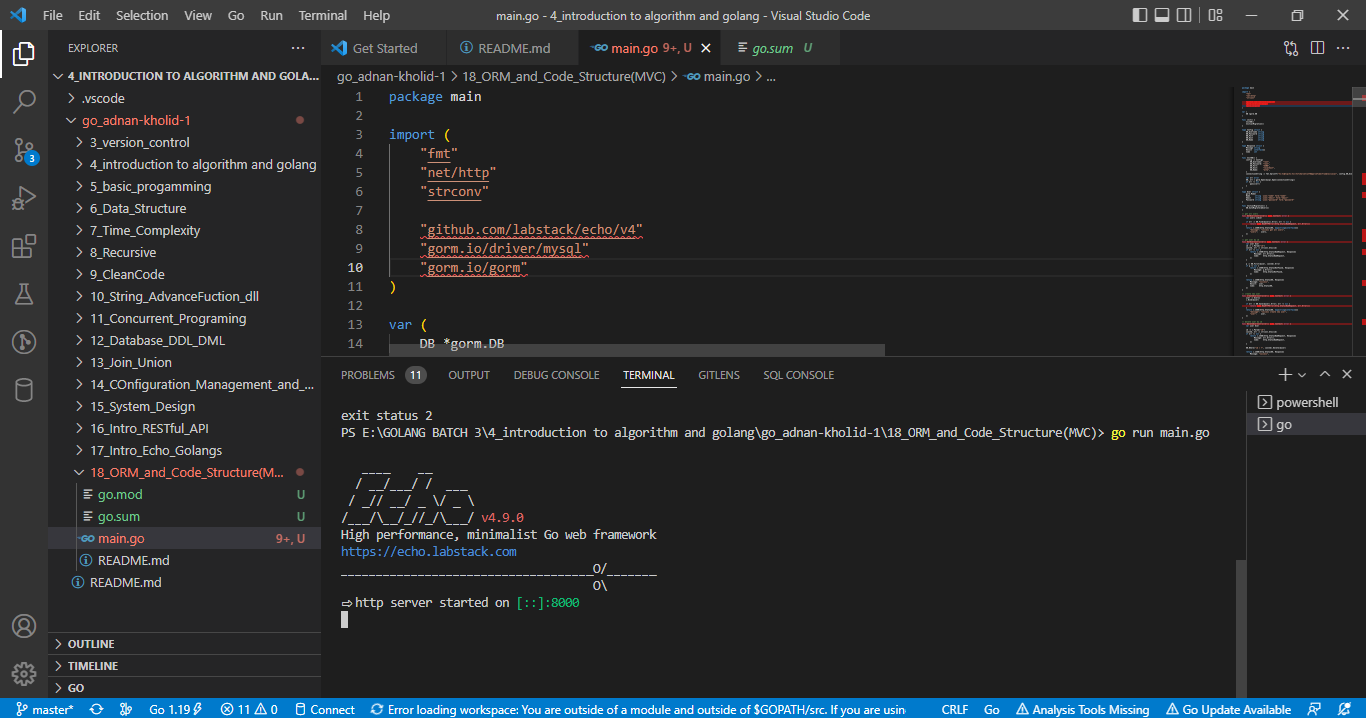 File Edit Selection View Go Run Terminal Help
main.go - 4_introduction to algorithm and golang - Visual Studio Code
EXPLORER
4_INTRODUCTION TO ALGORITHM AND GOLA...
.vscode
go_adnan-kholid-1
3_version_control
4_introduction to algorithm and golang
5_basic_progamming
6_Data_Structure
7_Time_Complexity
8_Recursive
9_CleanCode
10_String_AdvanceFuction_dll
11_Concurrent_Programing
12_Database_DDL_DML
13_Join_Union
14_COnfiguration_Management_and_...
15_System_Design
16_Intro_RESTful_API
17_Intro_Echo_Golangs
18_ORM_and_Code_Structure(M...
go.mod U
go.sum U
main.go 9+, U
README.md
README.md
OUTLINE
TIMELINE
GO
3
Get Started
README.md
main.go 9+, U
go.sum U
go_adnan-kholid-1 > 18_ORM_and_Code_Structure(MVC) > main.go > ...
1 package main
2
3 import (
4 "fmt"
5 "net/http"
6 "strconv"
7
8 "github.com/labstack/echo/v4"
9 "gorm.io/driver/mysql"
10 "gorm.io/gorm"
11 )
12
13 var (
14 DB *gorm.DB
PROBLEMS 11 OUTPUT DEBUG CONSOLE TERMINAL GITLENS SQL CONSOLE
exit status 2
PS E:\GOLANG BATCH 3\4_introduction to algorithm and golang\go_adnan-kholid-1\18_ORM_and_Code_Structure(MVC)> go run main.go
   ____    __
  / __/___/ /  ___
 / _// __/ _ \/ _ \
/___/\__/_//_/\___/ v4.9.0
High performance, minimalist Go web framework
https://echo.labstack.com
____________________________________O/_______
                                    O\
⇨ http server started on [::]:8000
powershell
go
master* Go 1.19 11 0 Connect Error loading workspace: You are outside of a module and outside of $GOPATH/src. If you are usin CRLF Go Analysis Tools Missing Go Update Available